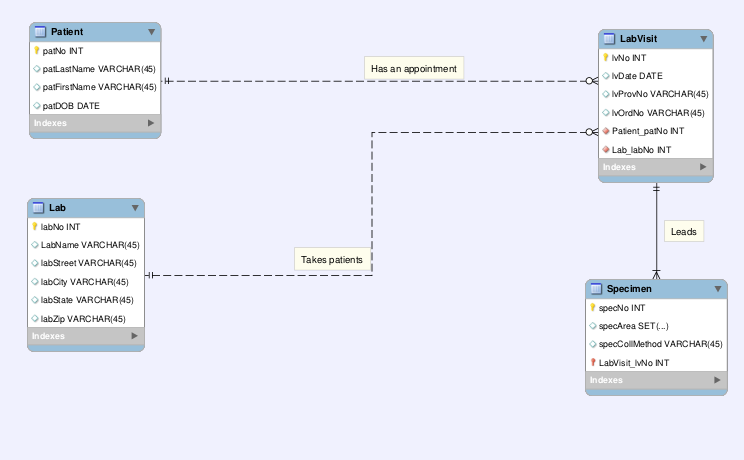 Patient
patNo INT
patLastName VARCHAR(45)
patFirstName VARCHAR(45)
patDOB DATE
Indexes
Has an appointment
LabVisit
lvNo INT
lvDate DATE
lvProvNo VARCHAR(45)
lvOrdNo VARCHAR(45)
Patient_patNo INT
Lab_labNo INT
Indexes
Lab
labNo INT
LabName VARCHAR(45)
labStreet VARCHAR(45)
labCity VARCHAR(45)
labState VARCHAR(45)
labZip VARCHAR(45)
Indexes
Takes patients
Leads
Specimen
specNo INT
specArea SET(...)
specCollMethod VARCHAR(45)
LabVisit_lvNo INT
Indexes